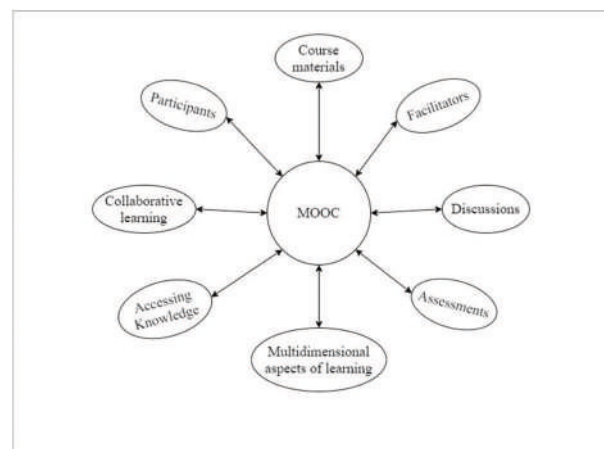 Course
materials
Participants
Facilitators
Collaborative
learning
MOOC
Discussions
Accessing
Knowledge
Assessments
Multidimensional
aspects of learning